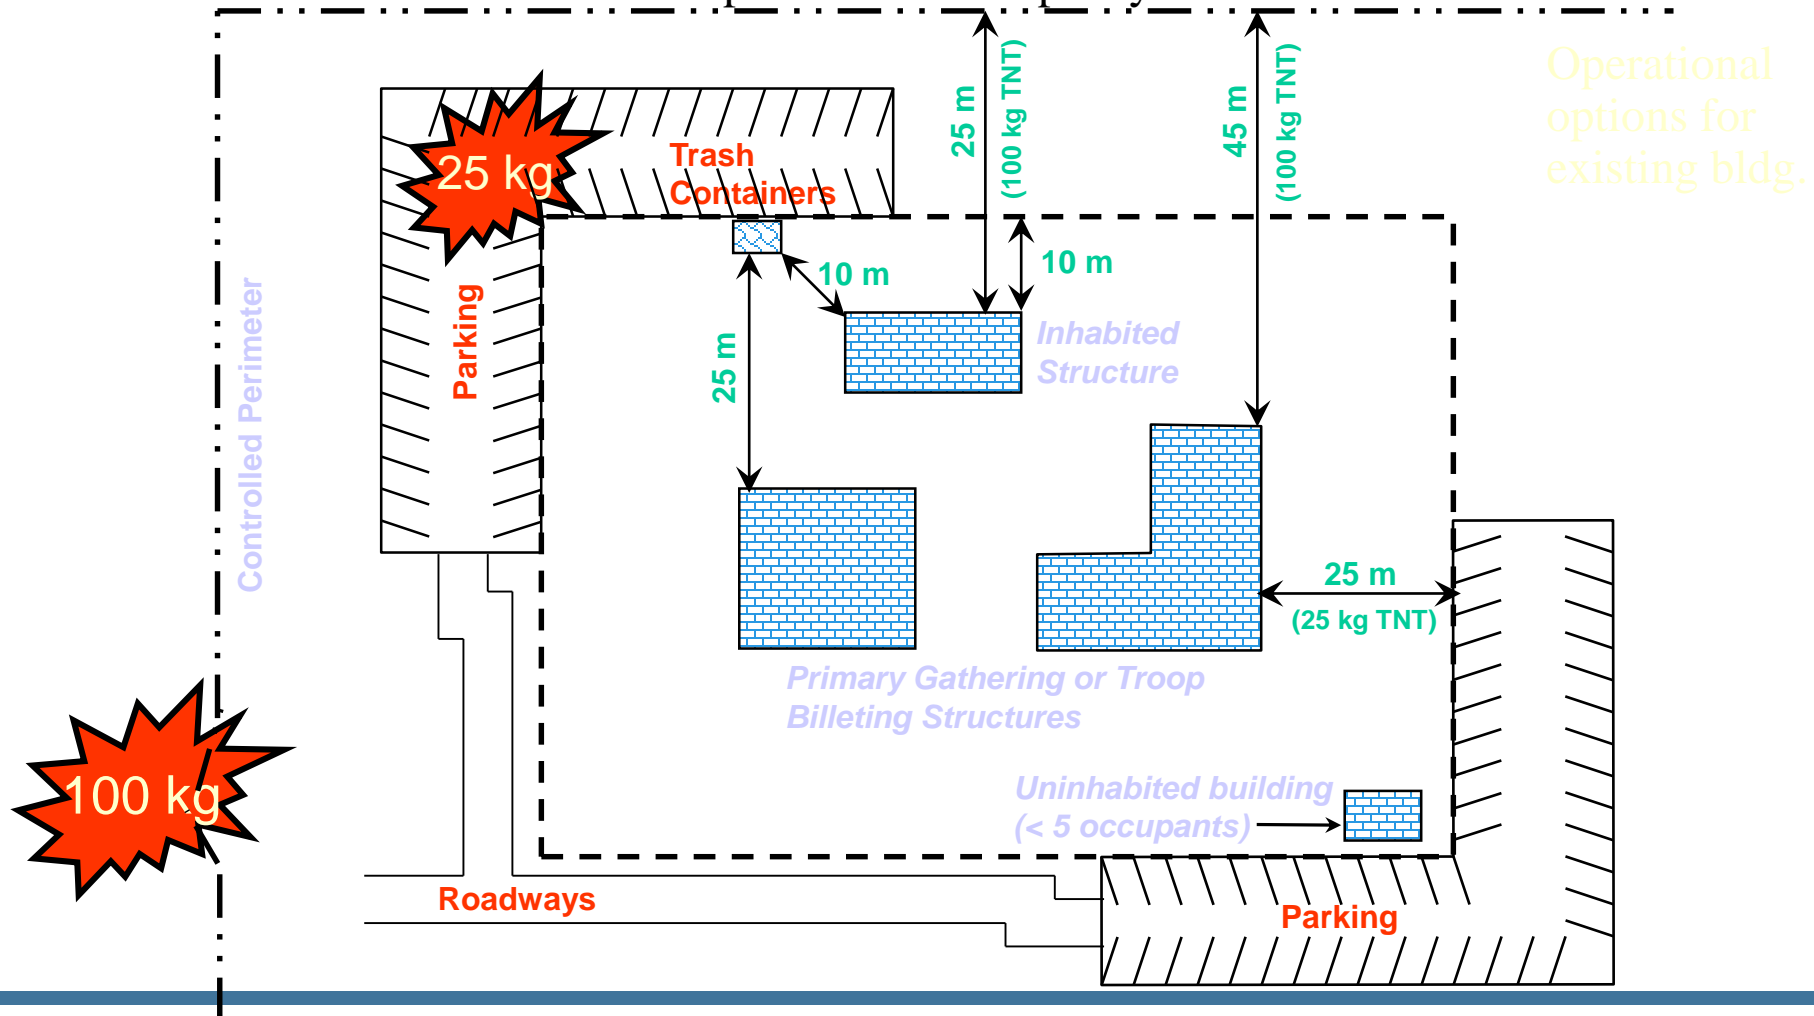 Operational
options for
existing bldg.
25 m
(100 kg TNT)
45 m
(100 kg TNT)
25 kg
Trash
Containers
10 m
10 m
Controlled Perimeter
Parking
25 m
Inhabited
Structure
25 m
(25 kg TNT)
Primary Gathering or Troop
Billeting Structures
100 kg
Uninhabited building
(< 5 occupants)
Roadways
Parking